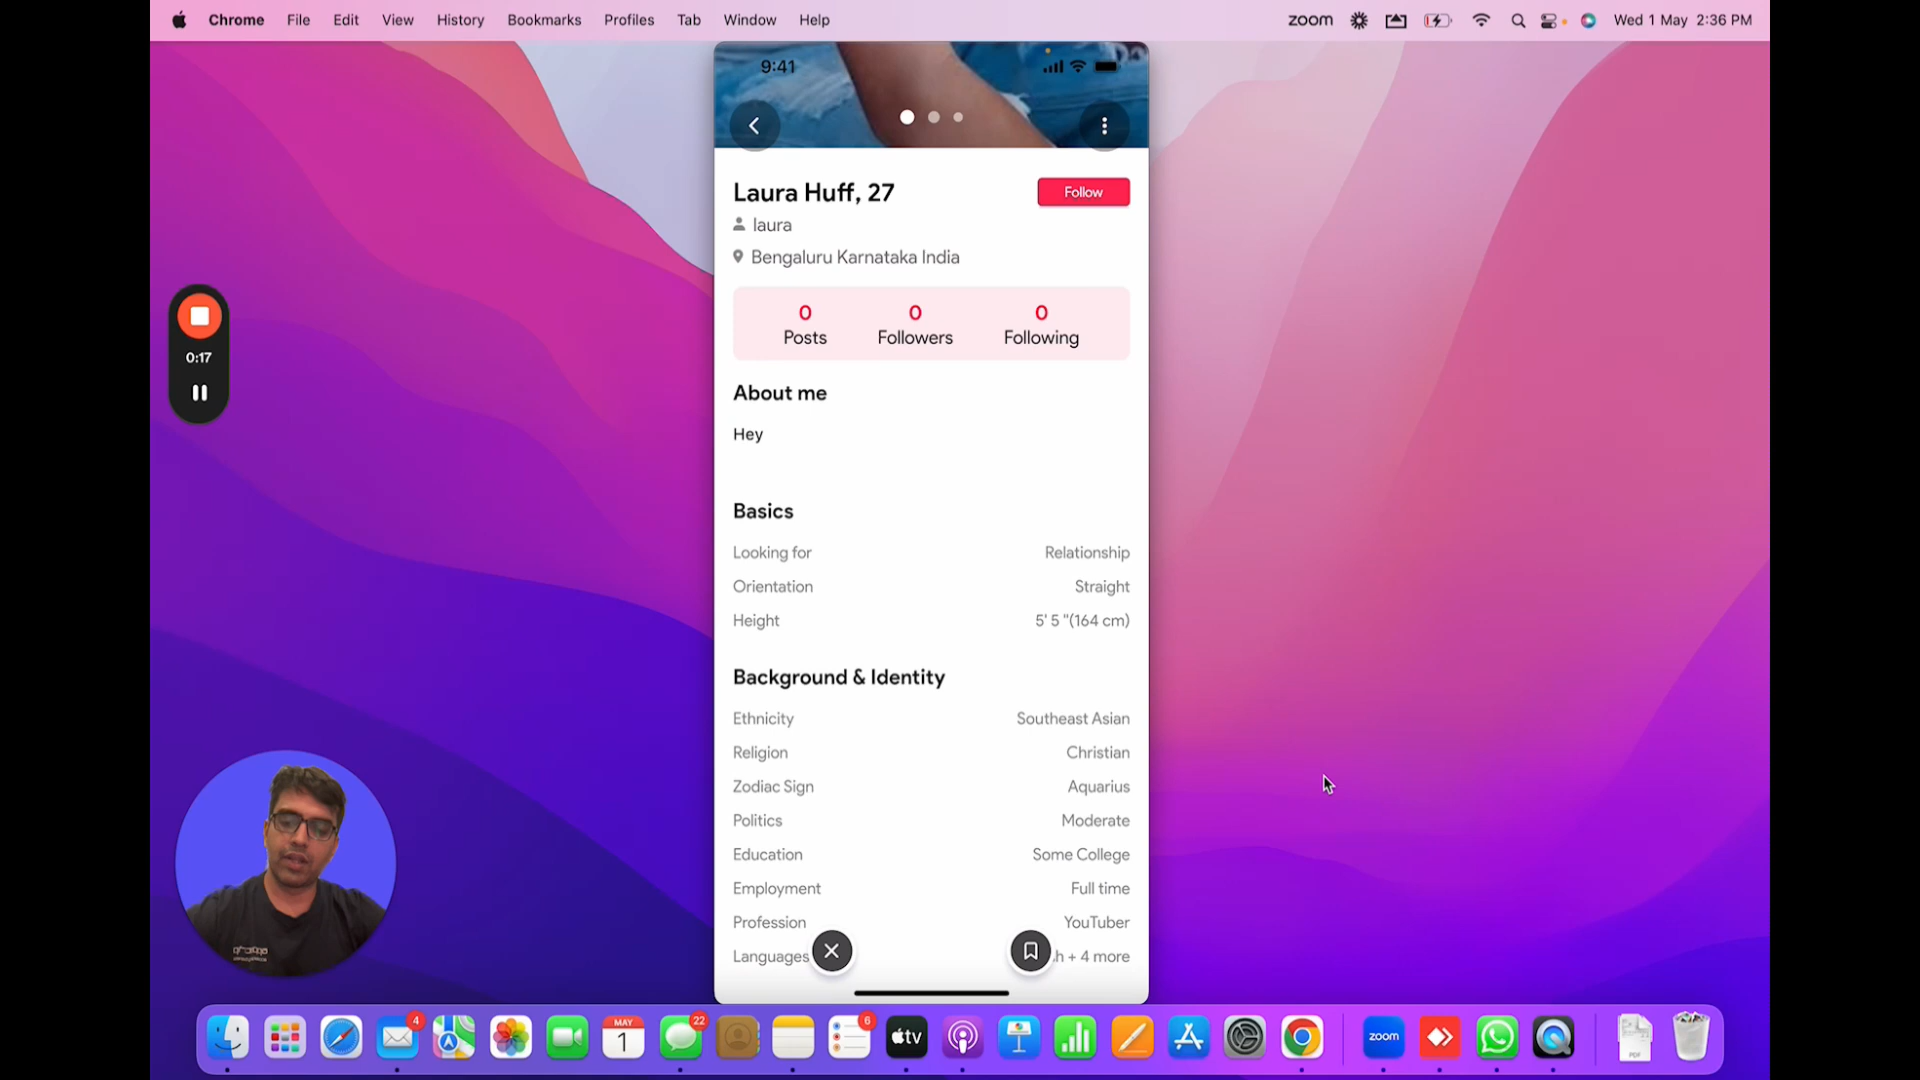 Chrome File Edit View History Bookmarks Profiles Tab Window Help zoom Wed 1 May 2:36 PM
9:41
Laura Huff, 27 Follow
laura
Bengaluru Karnataka India
0 0 0
Posts Followers Following
0:17
About me
Hey
Basics
Looking for Relationship
Orientation Straight
Height 5' 5 "(164 cm)
Background & Identity
Ethnicity Southeast Asian
Religion Christian
Zodiac Sign Aquarius
Politics Moderate
Education Some College
Employment Full time
Profession YouTuber
Languages h + 4 more
4 MAY 22 6
1 tv zoom PDF